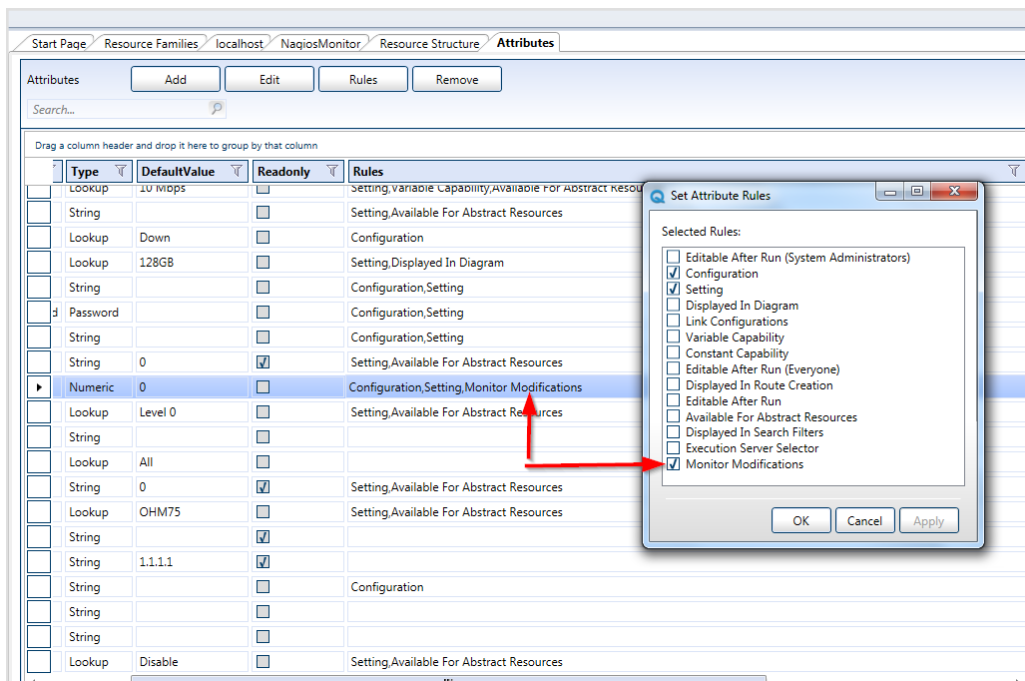 Start Page Resource Families localhost NagiosMonitor Resource Structure Attributes
Attributes Add Edit Rules Remove
Search...
Drag a column header and drop it here to group by that column
Type DefaultValue Readonly Rules
Lookup 10 Mbps Setting,Variable Capability,Available For Abstract
String Setting,Available For Abstract Resources
Lookup Down Configuration
Lookup 128GB Setting,Displayed In Diagram
String Configuration,Setting
d Password Configuration,Setting
String Configuration,Setting
String 0 Setting,Available For Abstract Resources
Numeric 0 Configuration,Setting,Monitor Modifications
Lookup Level 0 Setting,Available For Abstract Resources
String
Lookup All
String 0 Setting,Available For Abstract Resources
Lookup OHM75 Setting,Available For Abstract Resources
String
String 1.1.1.1
String Configuration
String
String
Lookup Disable Setting,Available For Abstract Resources
Set Attribute Rules
Selected Rules:
Editable After Run (System Administrators)
Configuration
Setting
Displayed In Diagram
Link Configurations
Variable Capability
Constant Capability
Editable After Run (Everyone)
Displayed In Route Creation
Editable After Run
Available For Abstract Resources
Displayed In Search Filters
Execution Server Selector
Monitor Modifications
OK Cancel Apply